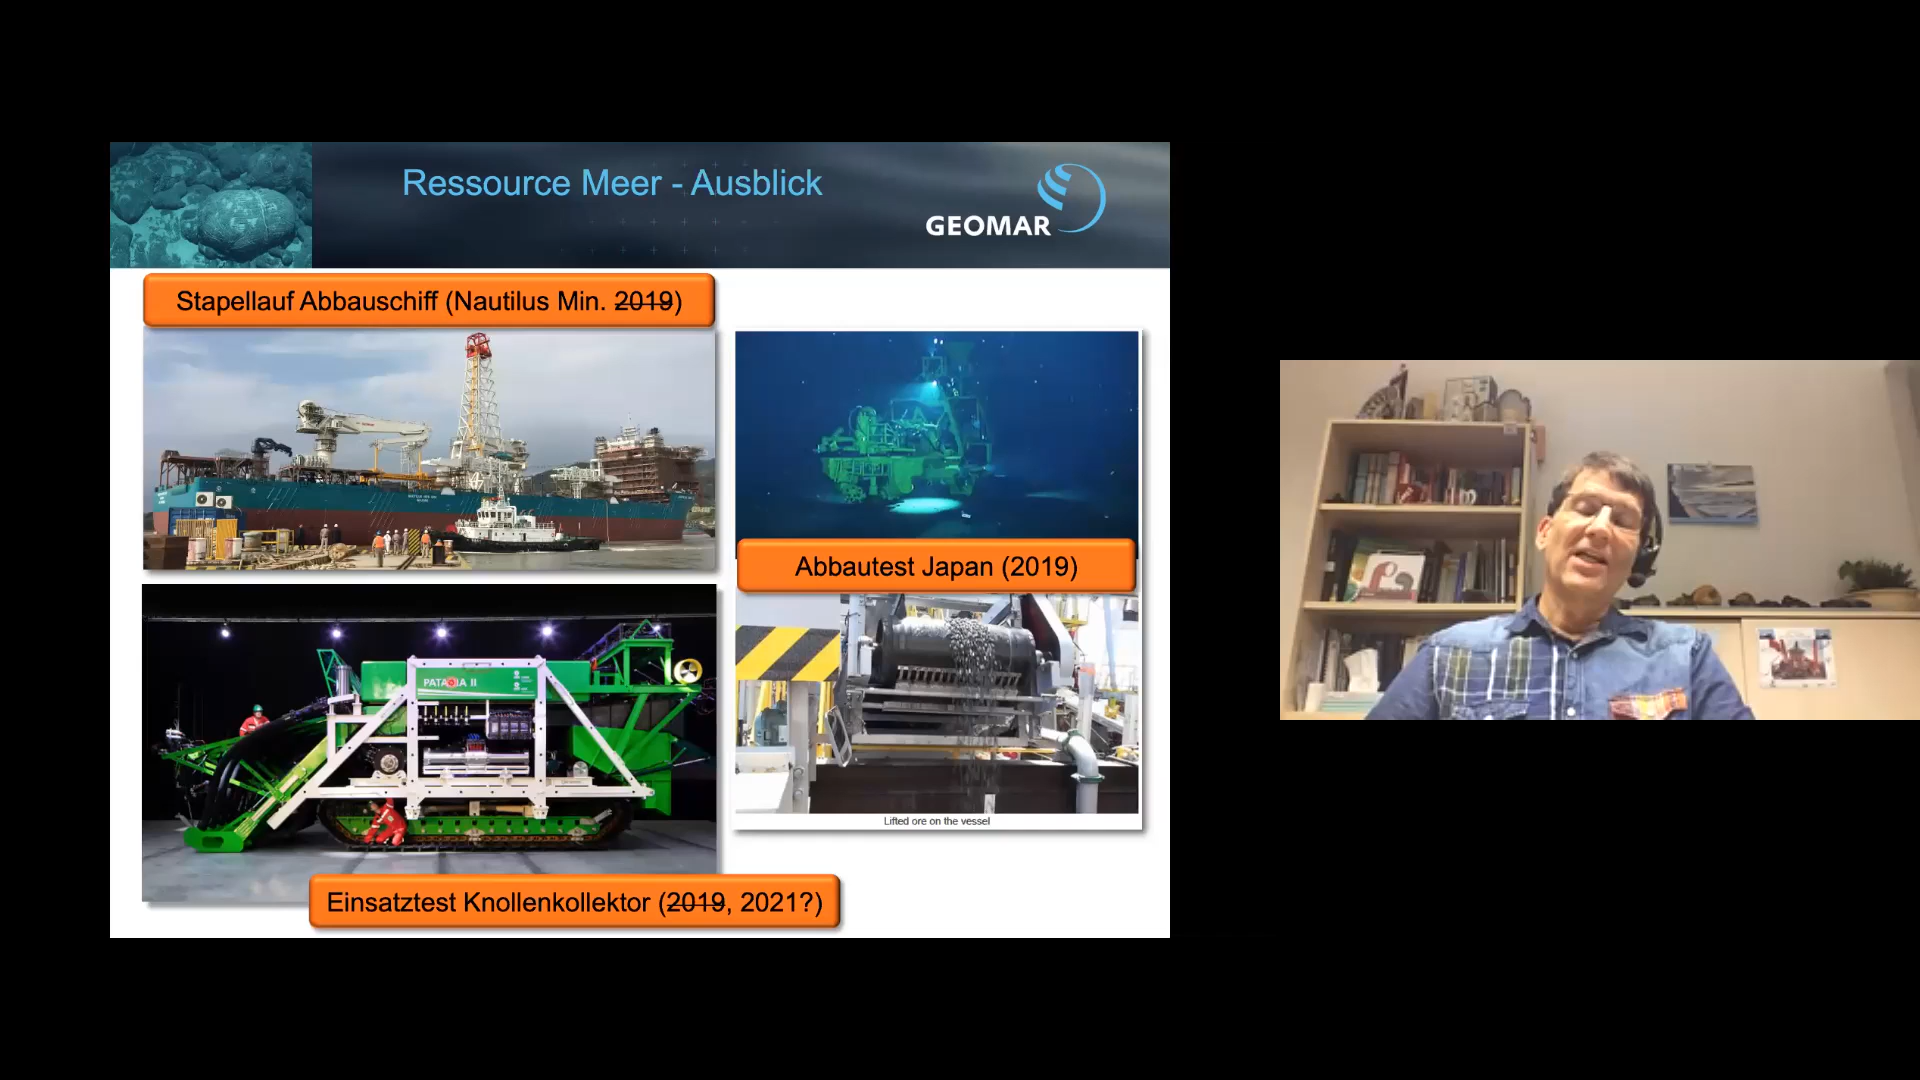 Ressource Meer - Ausblick
GEOMAR
Stapellauf Abbauschiff (Nautilus Min. 2019)
Abbautest Japan (2019)
PATANIA II
Lifted ore on the vessel
Einsatztest Knollenkollektor (2019, 2021?)